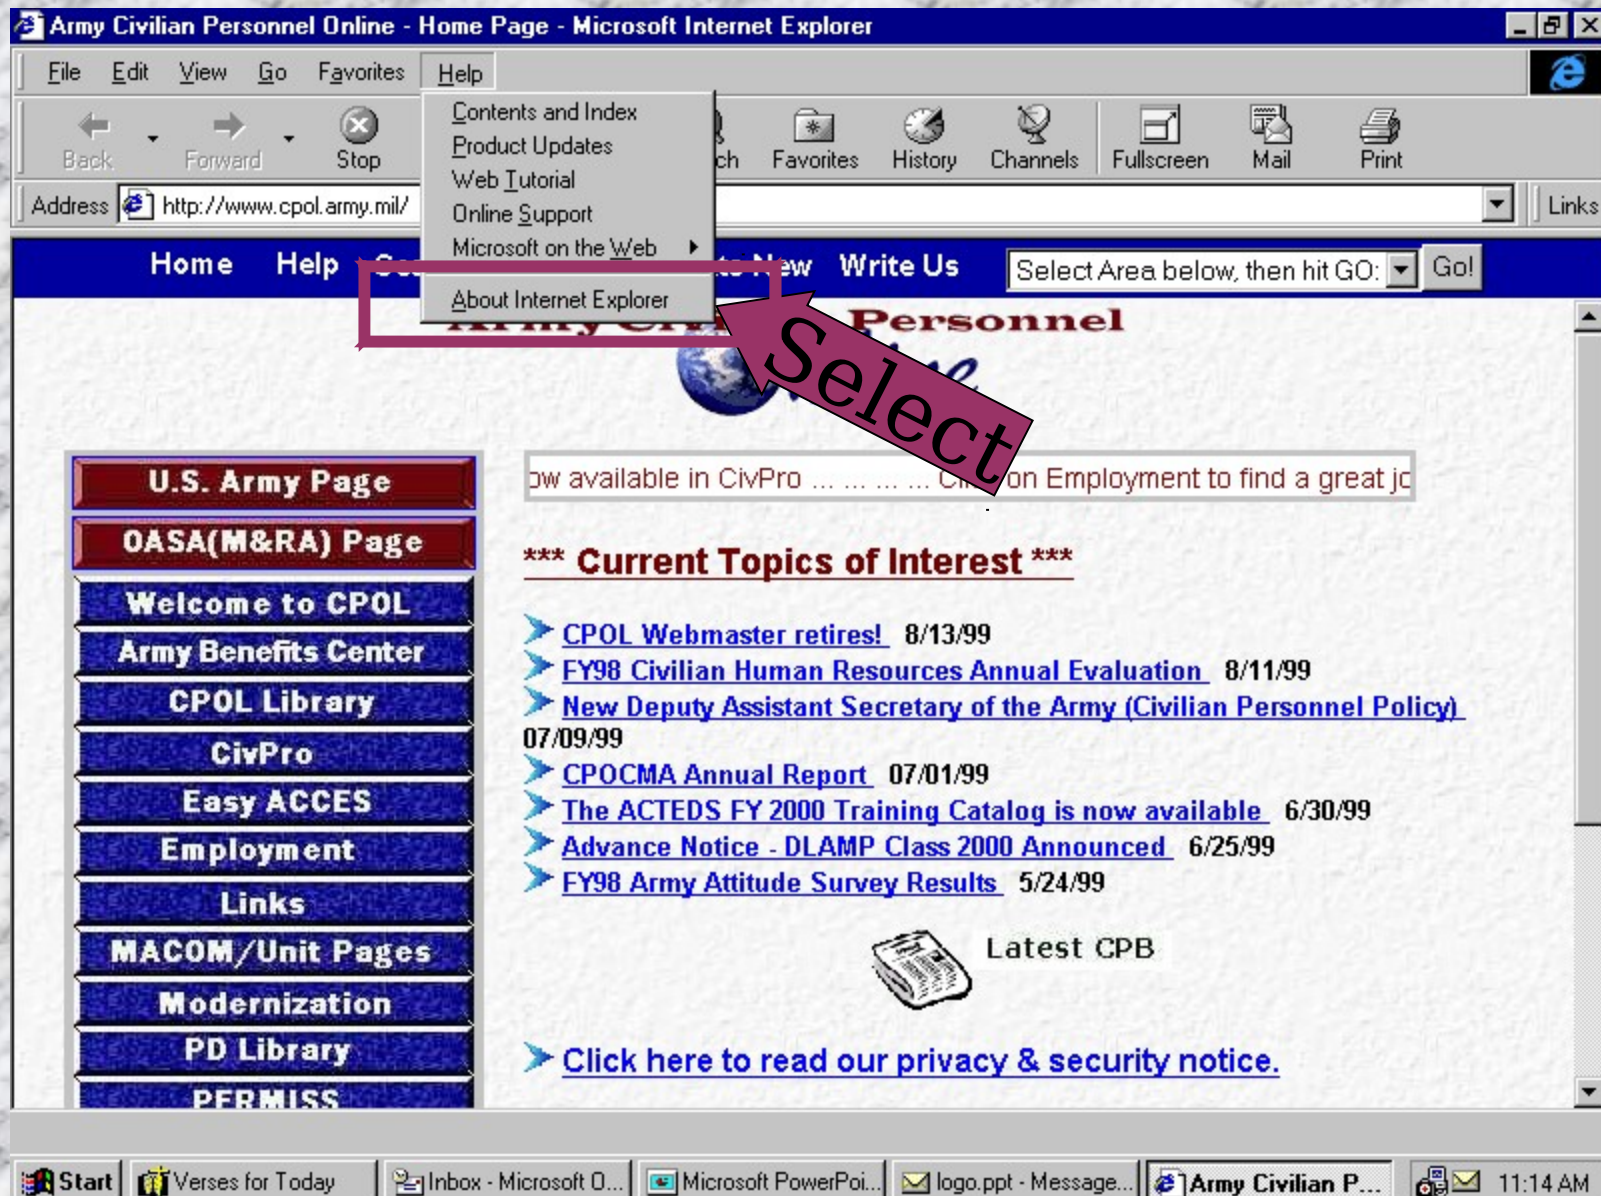 Army Civilian Personnel Online - Home Page - Microsoft Internet Explorer
File Edit View Go Favorites Help
Contents and Index
Product Updates
Web Tutorial
Online Support
Microsoft on the Web
About Internet Explorer
Back Forward Stop Favorites History Channels Fullscreen Mail Print
Address http://www.cpol.army.mil/ Links
Home Help New Write Us Select Area below, then hit GO: Go!
Army Personnel
Select
U.S. Army Page
OASA(M&RA) Page
Welcome to CPOL
Army Benefits Center
CPOL Library
CivPro
Easy ACCES
Employment
Links
MACOM/Unit Pages
Modernization
PD Library
PERMISS
ow available in CivPro ... ... ... ... on Employment to find a great jo
*** Current Topics of Interest ***
CPOL Webmaster retires! 8/13/99
FY98 Civilian Human Resources Annual Evaluation 8/11/99
New Deputy Assistant Secretary of the Army (Civilian Personnel Policy)
07/09/99
CPOCMA Annual Report 07/01/99
The ACTEDS FY 2000 Training Catalog is now available 6/30/99
Advance Notice - DLAMP Class 2000 Announced 6/25/99
FY98 Army Attitude Survey Results 5/24/99
Latest CPB
Click here to read our privacy & security notice.
Start Verses for Today Inbox - Microsoft O... Microsoft PowerPoi... logo.ppt - Message... Army Civilian P... 11:14 AM